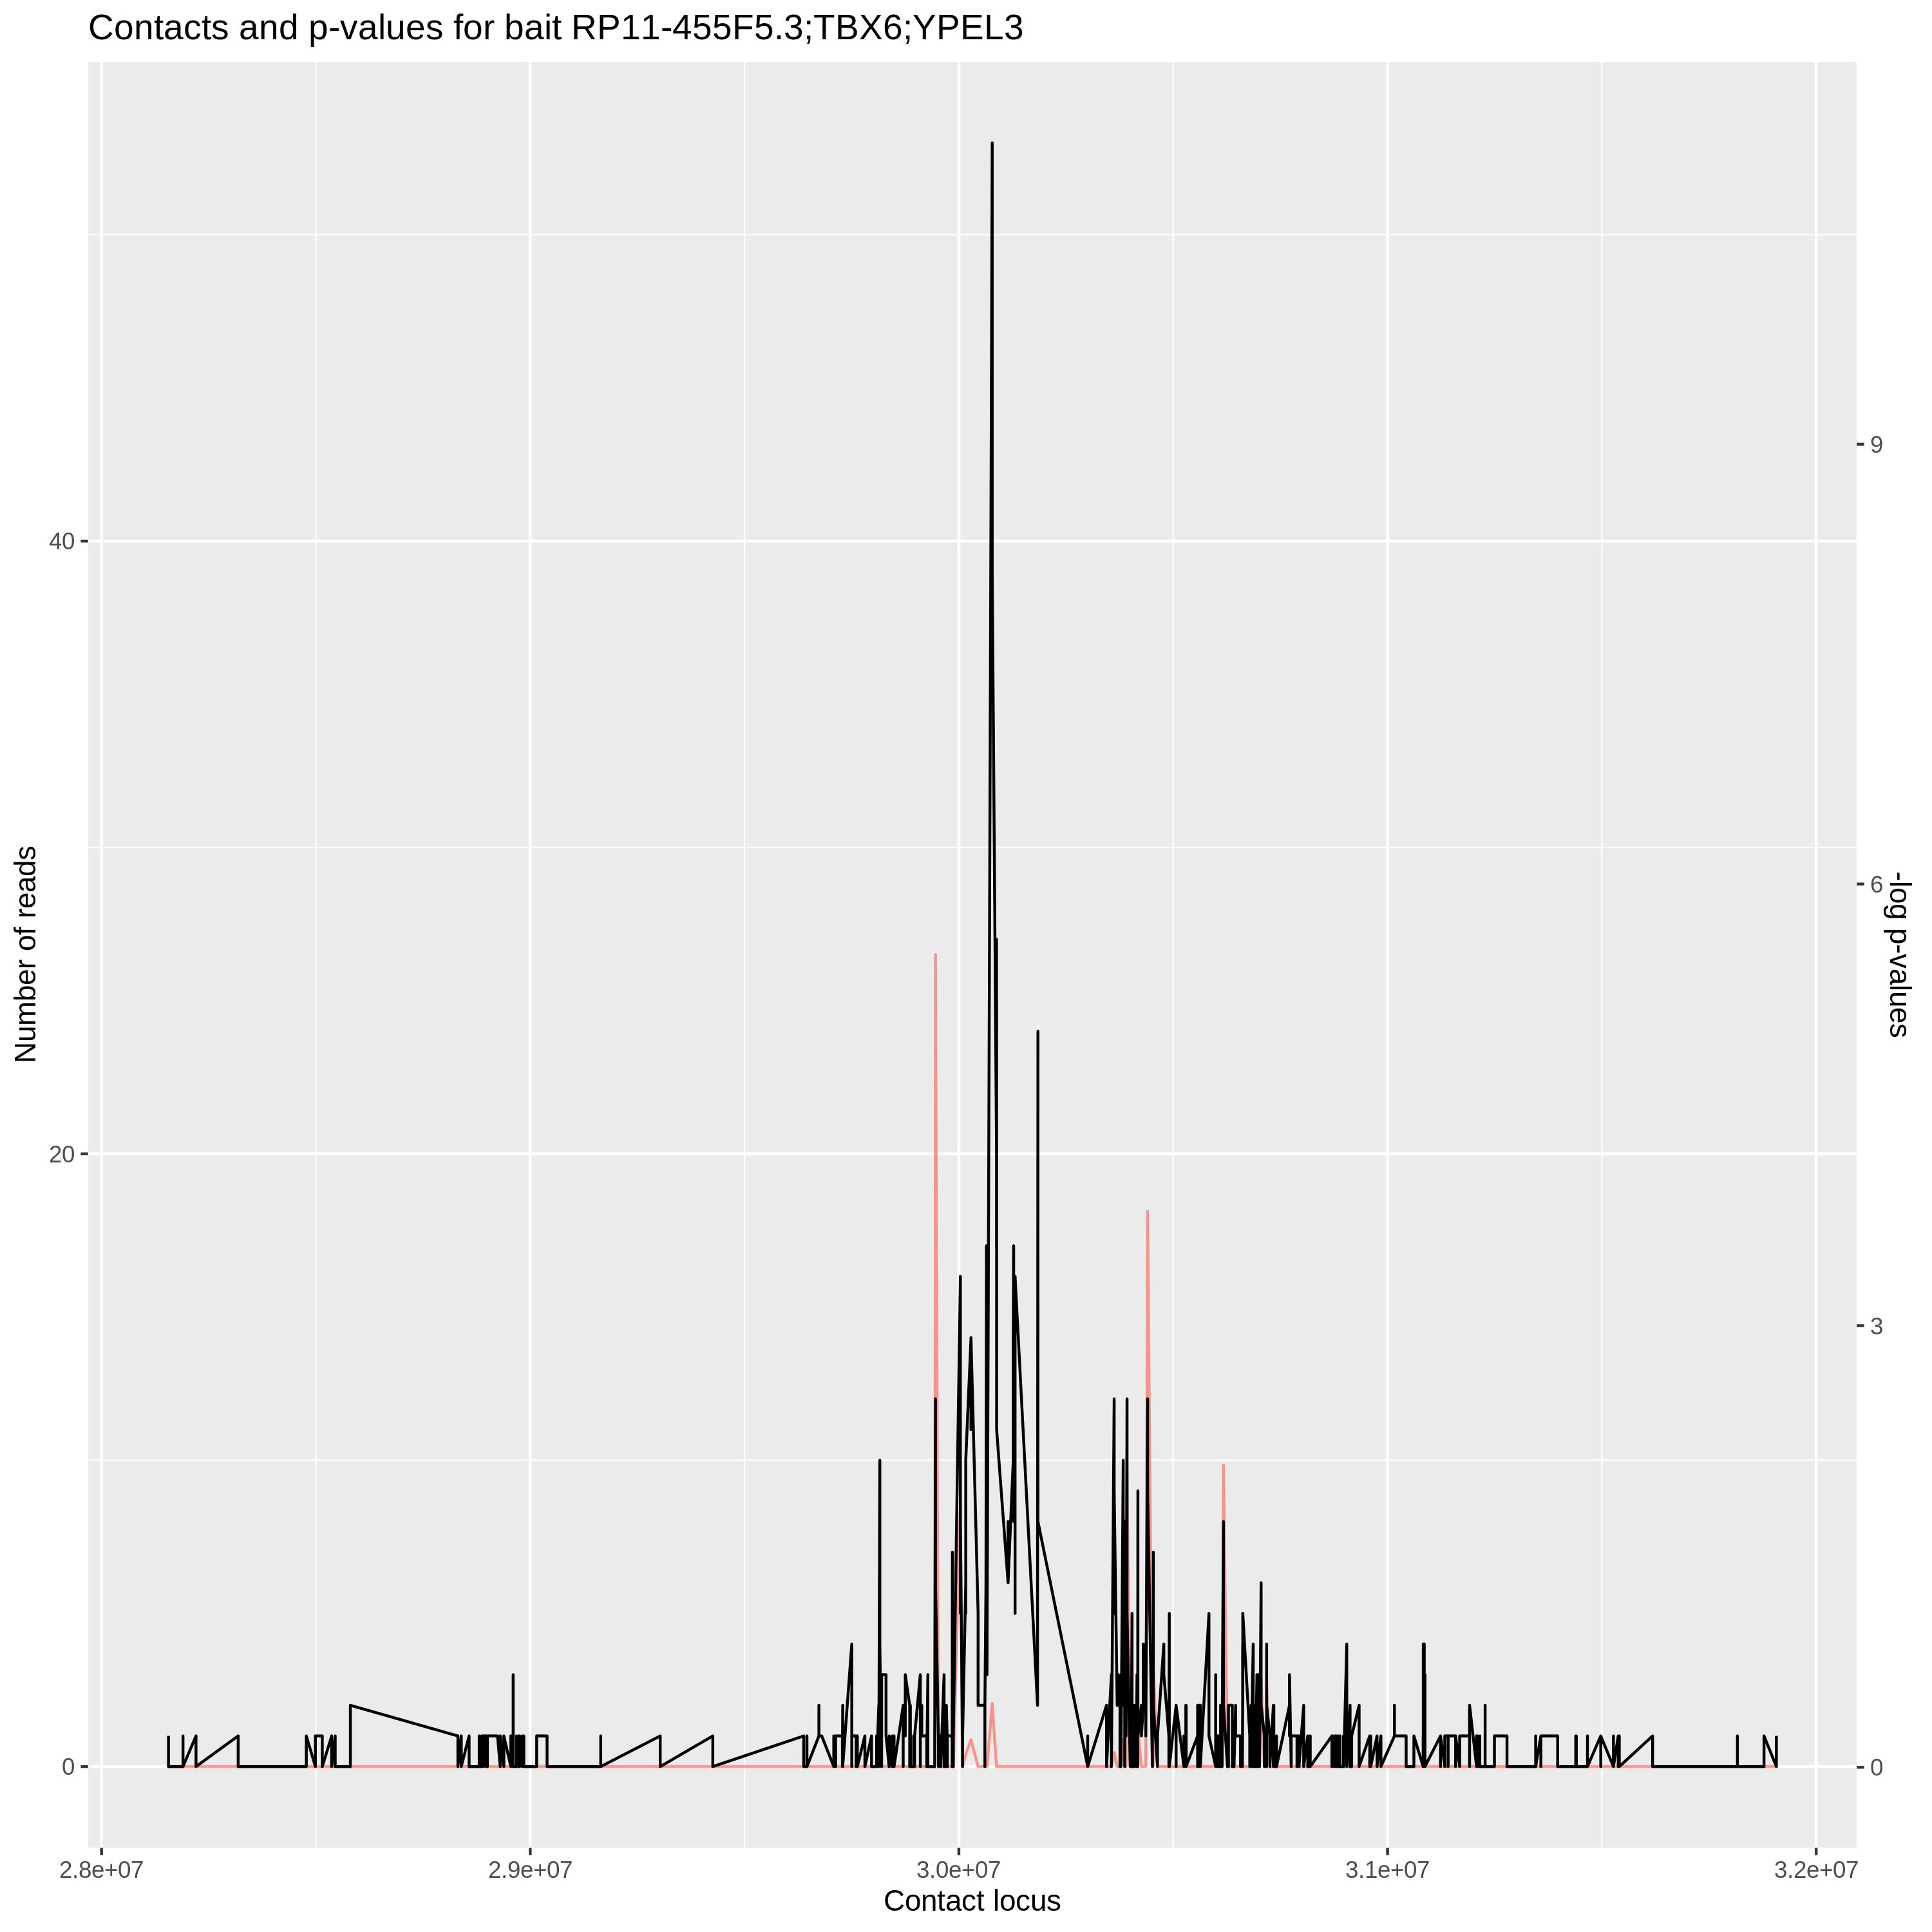 Contacts and p-values for bait RP11-455F5.3;TBX6;YPEL3
Number of reads
40
20
0
9
6
3
0
-log p-values
2.8e+07
2.9e+07
3.0e+07
3.1e+07
3.2e+07
Contact locus